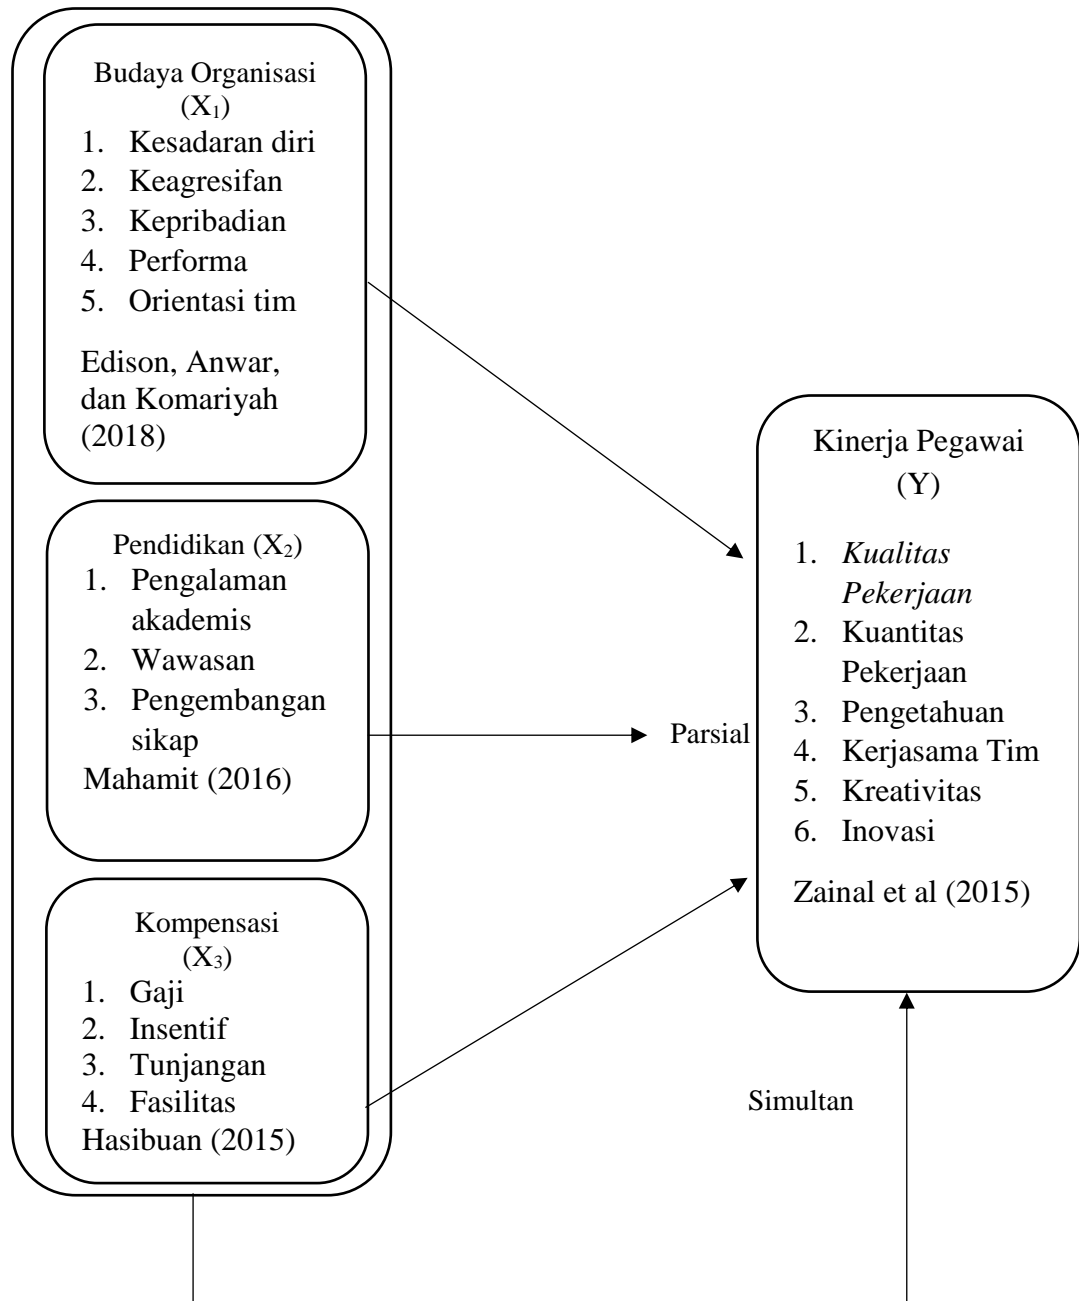 Budaya Organisasi
(X₁)
1. Kesadaran diri
2. Keagresifan
3. Kepribadian
4. Performa
5. Orientasi tim
Edison, Anwar,
dan Komariyah
(2018)
Pendidikan (X₂)
1. Pengalaman
akademis
2. Wawasan
3. Pengembangan
sikap
Mahamit (2016)
Kompensasi
(X₃)
1. Gaji
2. Insentif
3. Tunjangan
4. Fasilitas
Hasibuan (2015)
Parsial
Simultan
Kinerja Pegawai
(Y)
1. Kualitas
Pekerjaan
2. Kuantitas
Pekerjaan
3. Pengetahuan
4. Kerjasama Tim
5. Kreativitas
6. Inovasi
Zainal et al (2015)